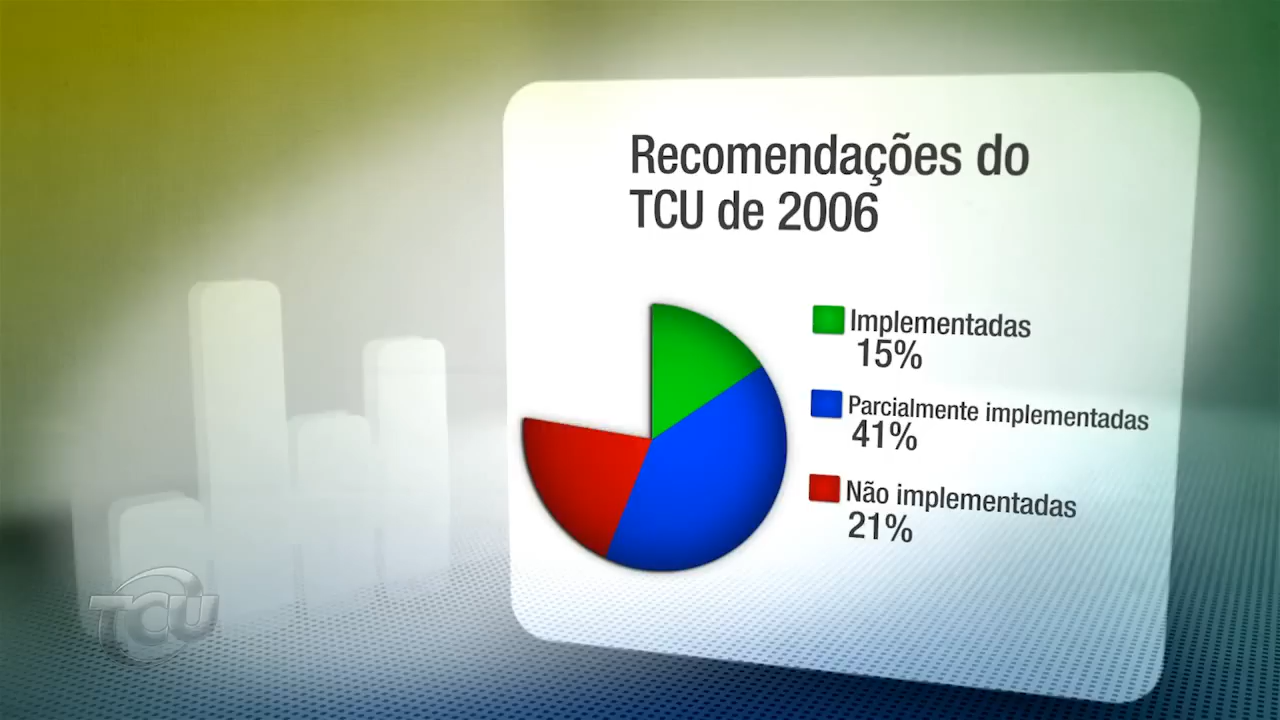 Recomendações do
TCU de 2006
Implementadas
15%
Parcialmente implementadas
41%
Não implementadas
21%
TCU